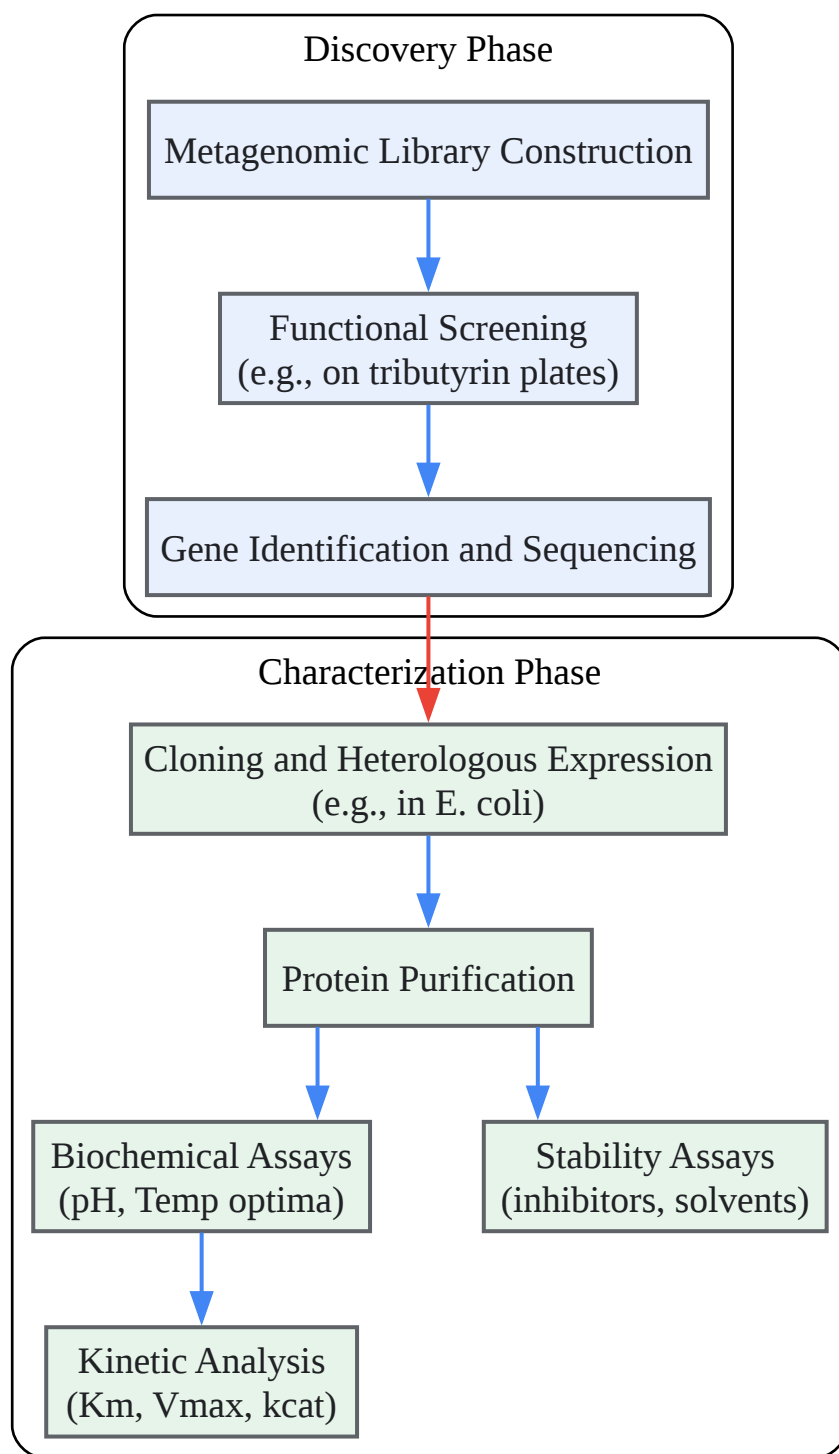 Discovery Phase
Metagenomic Library Construction
Functional Screening
(e.g., on tributyrin plates)
Gene Identification and Sequencing
Characterization Phase
Cloning and Heterologous Expression
(e.g., in E. coli)
Protein Purification
Biochemical Assays
(pH, Temp optima)
Stability Assays
(inhibitors, solvents)
Kinetic Analysis
(Km, Vmax, kcat)